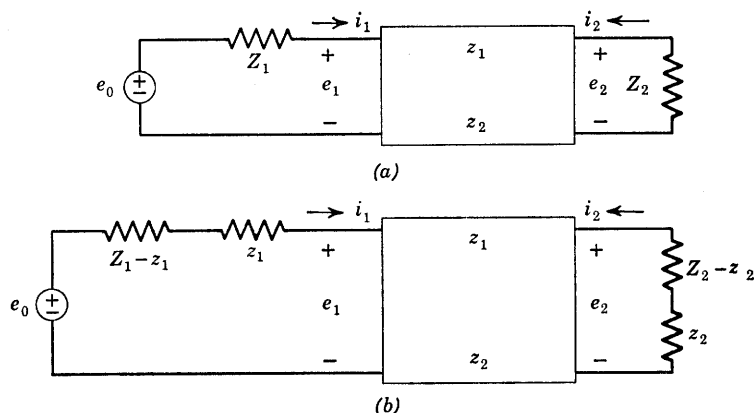 i₁ i₂
Z₁ z₁
+ +
e₀ e₁ e₂ Z₂
− z₂ −
(a)
i₁ i₂
Z₁−z₁ z₁ z₁
+ + Z₂−z₂
e₀ e₁ e₂
z₂
− z₂ −
(b)